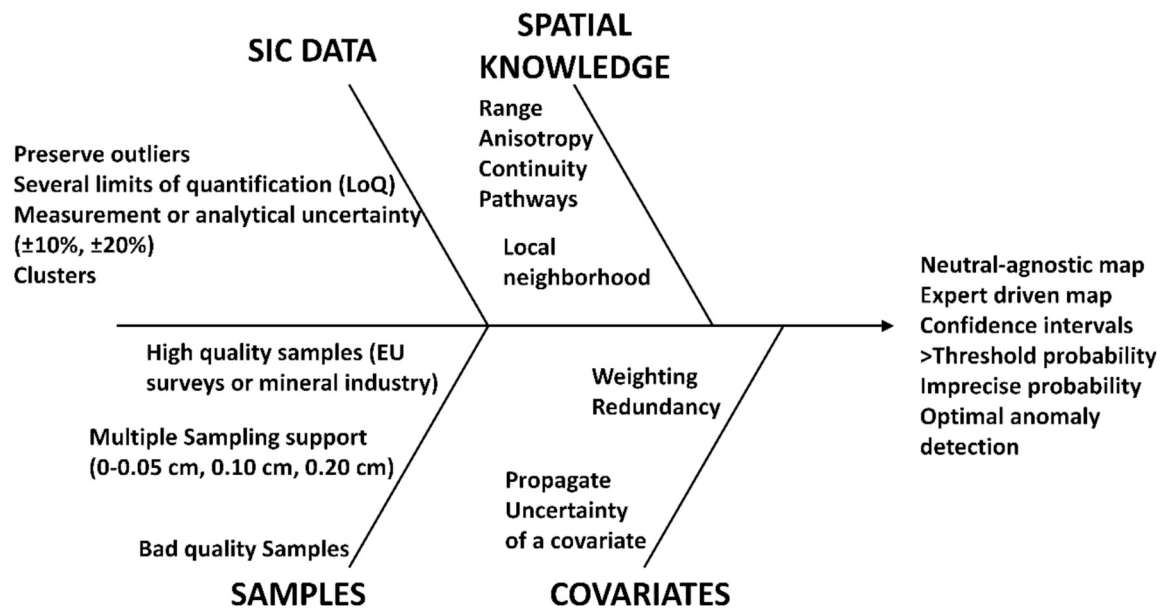 SIC DATA
SPATIAL
KNOWLEDGE
Preserve outliers
Several limits of quantification (LoQ)
Measurement or analytical uncertainty
(±10%, ±20%)
Clusters
Range
Anisotropy
Continuity
Pathways
Local
neighborhood
High quality samples (EU
surveys or mineral industry)
Multiple Sampling support
(0-0.05 cm, 0.10 cm, 0.20 cm)
Bad quality Samples
SAMPLES
Weighting
Redundancy
Propagate
Uncertainty
of a covariate
COVARIATES
Neutral-agnostic map
Expert driven map
Confidence intervals
>Threshold probability
Imprecise probability
Optimal anomaly
detection